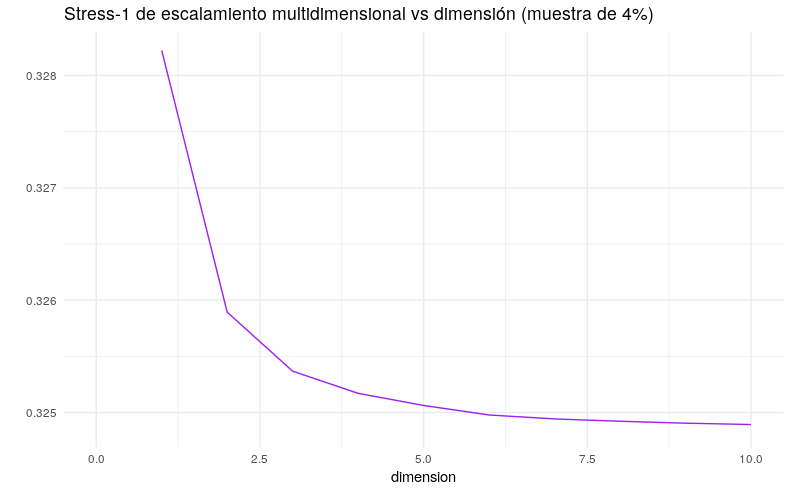 Stress-1 de escalamiento multidimensional vs dimensión (muestra de 4%)
0.328
0.327
0.326
0.325
0.0 2.5 5.0 7.5 10.0
dimension